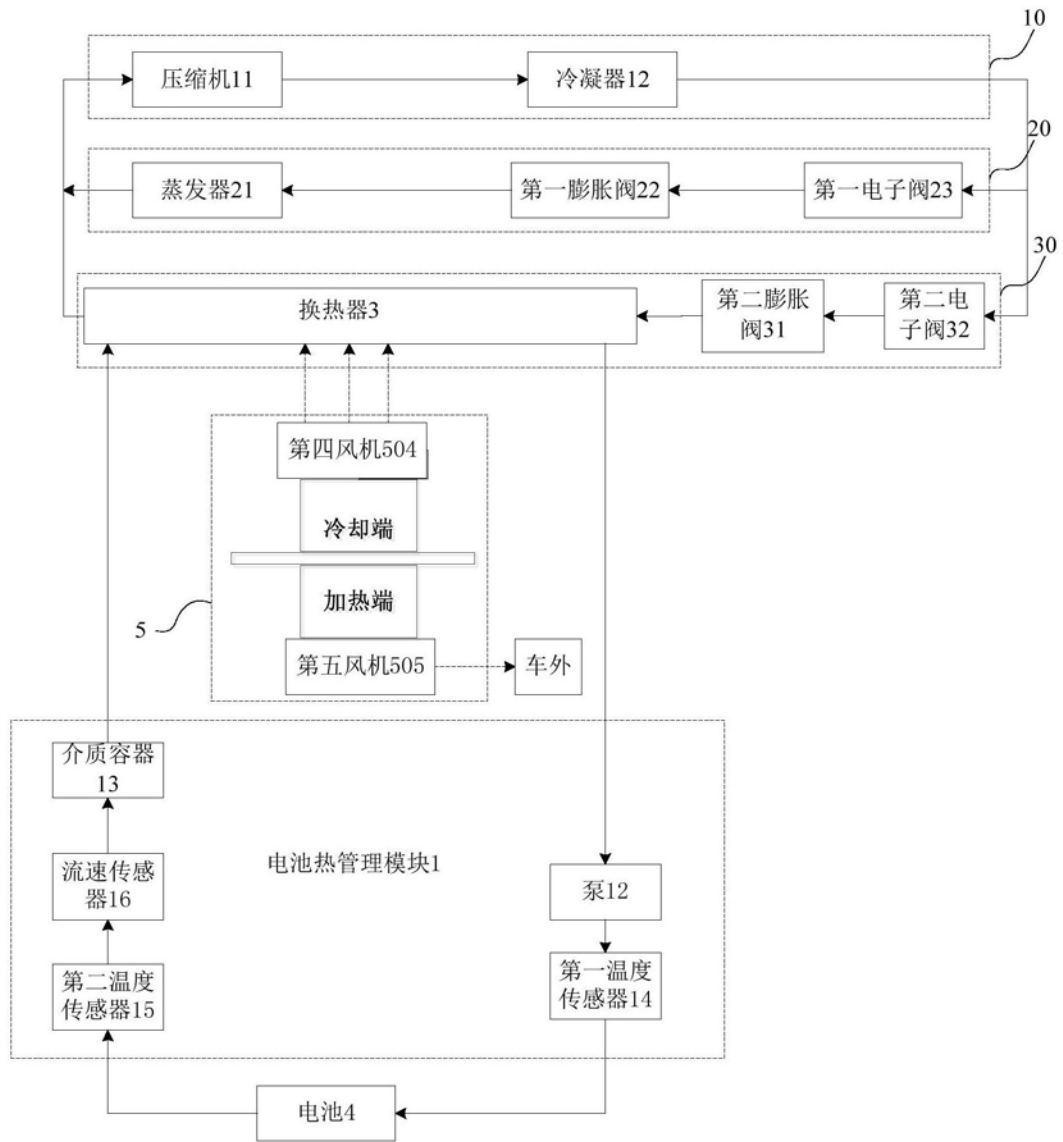 10
压缩机11
冷凝器12
20
蒸发器21
第一膨胀阀22
第一电子阀23
30
换热器3
第二膨胀
阀31
第二电
子阀32
第四风机504
冷却端
加热端
5
第五风机505
车外
介质容器
13
电池热管理模块1
流速传感
器16
泵12
第二温度
传感器15
第一温度
传感器14
电池4